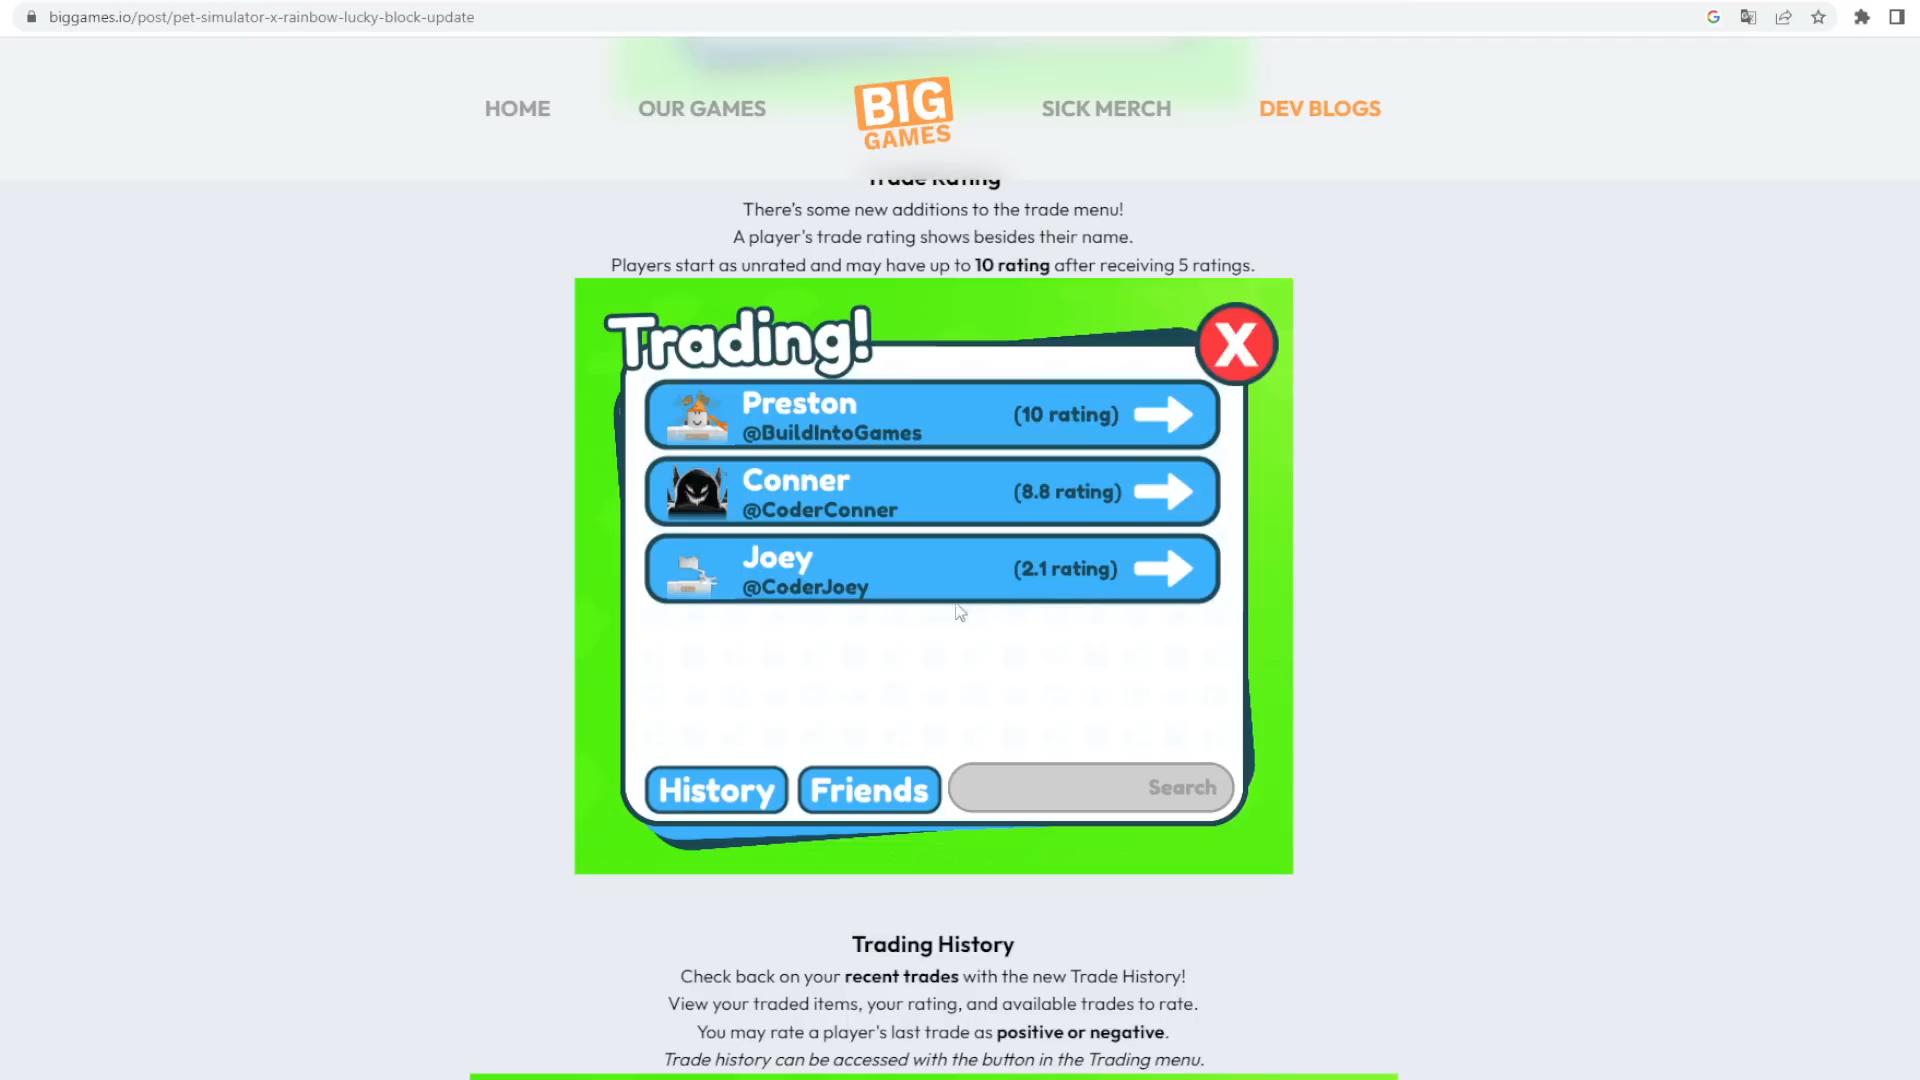 biggames.io/post/pet-simulator-x-rainbow-lucky-block-update
HOME
OUR GAMES
BIG
GAMES
SICK MERCH
DEV BLOGS
Trade Rating
There's some new additions to the trade menu!
A player's trade rating shows besides their name.
Players start as unrated and may have up to 10 rating after receiving 5 ratings.
Trading!
X
Preston
@BuildIntoGames
(10 rating)
Conner
@CoderConner
(8.8 rating)
Joey
@CoderJoey
(2.1 rating)
History
Friends
Search
Trading History
Check back on your recent trades with the new Trade History!
View your traded items, your rating, and available trades to rate.
You may rate a player's last trade as positive or negative.
Trade history can be accessed with the button in the Trading menu.